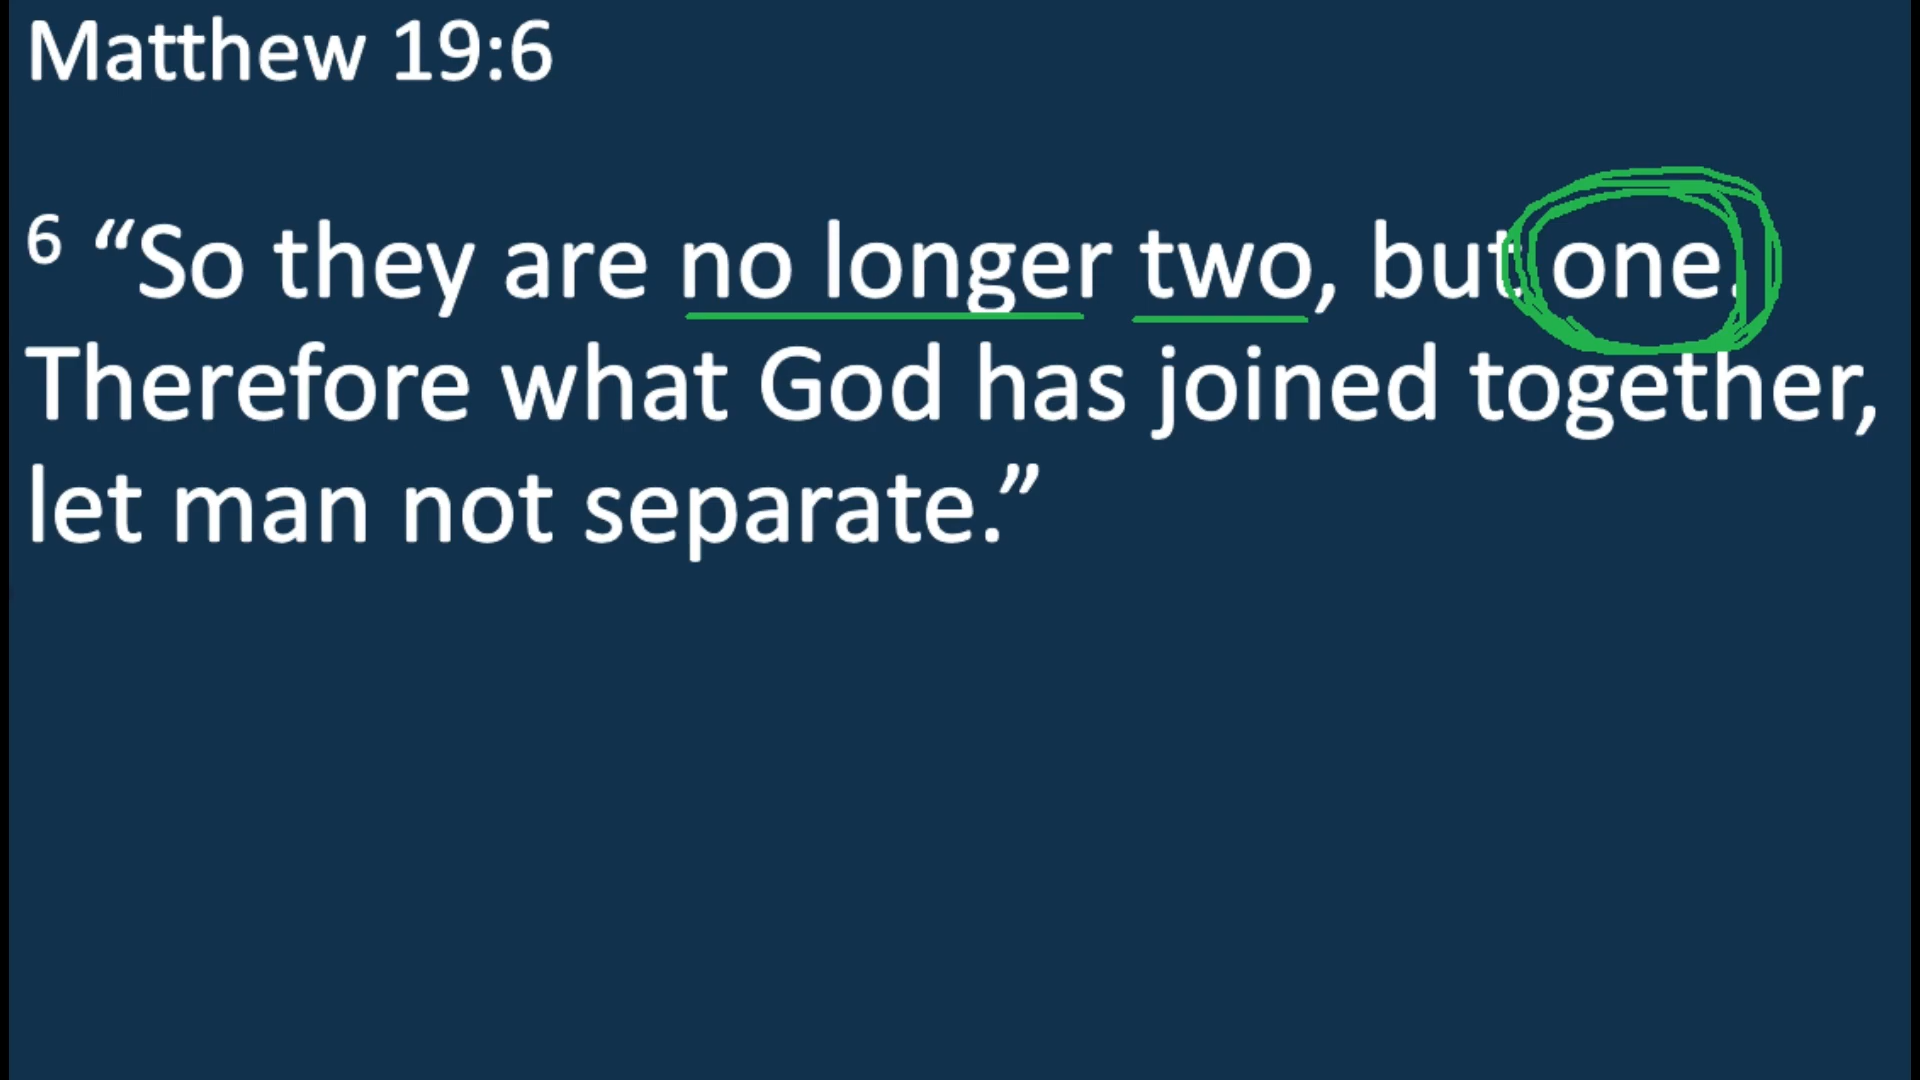 Matthew 19:6
6 “So they are no longer two, but one.
Therefore what God has joined together,
let man not separate.”